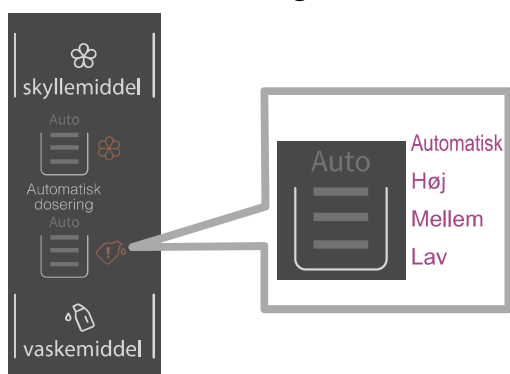 skyllemiddel
Auto
Automatisk
dosering
Auto
vaskemiddel
Auto
Automatisk
Høj
Mellem
Lav